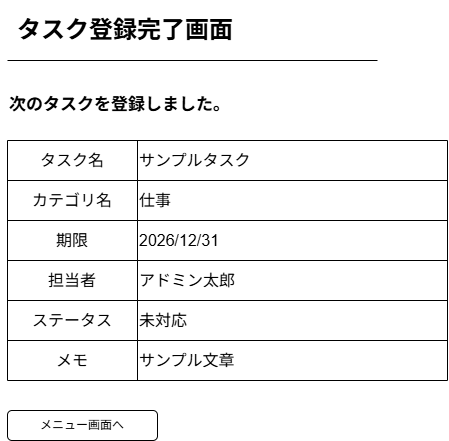 タスク登録完了画面
次のタスクを登録しました。
タスク名 サンプルタスク
カテゴリ名 仕事
期限 2026/12/31
担当者 アドミン太郎
ステータス 未対応
メモ サンプル文章
メニュー画面へ